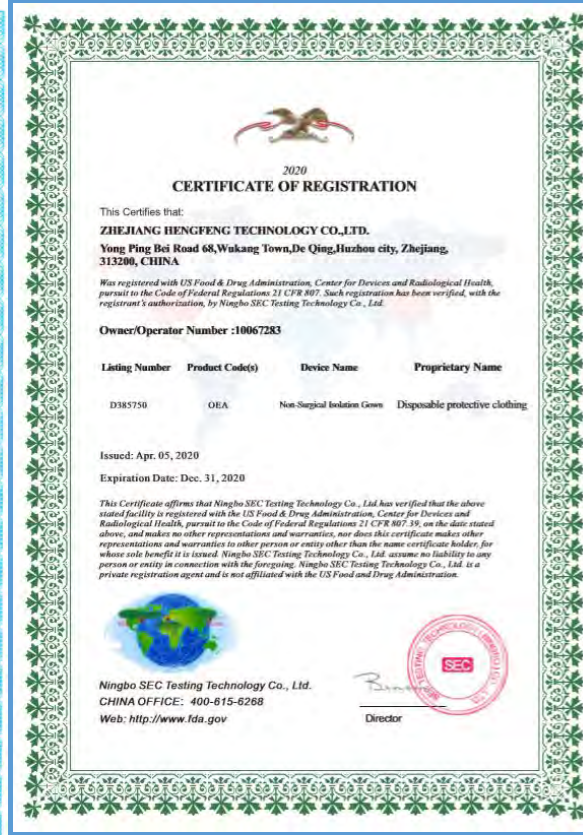 2020
CERTIFICATE OF REGISTRATION
This Certifies that:
ZHEJIANG HENGFENG TECHNOLOGY CO.,LTD.
Yong Ping Bei Road 68,Wukang Town,De Qing,Huzhou city, Zhejiang,
313200, CHINA
Was registered with US Food & Drug Administration, Center for Devices and Radiological Health,
pursuit to the Code of Federal Regulations 21 CFR 807. Such registration has been verified, with the
registrant's authorization, by Ningbo SEC Testing Technology Co., Ltd.
Owner/Operator Number :10067283
Listing Number Product Code(s) Device Name Proprietary Name
D385750 OEA Non-Surgical Isolation Gown Disposable protective clothing
Issued: Apr. 05, 2020
Expiration Date: Dec. 31, 2020
This Certificate affirms that Ningbo SEC Testing Technology Co., Ltd.has verified that the above
stated facility is registered with the US Food & Drug Administration, Center for Devices and
Radiological Health, pursuit to the Code of Federal Regulations 21 CFR 807.39, on the date stated
above, and makes no other representations and warranties, nor does this certificate makes other
representations and warranties to other person or entity other than the name certificate holder, for
whose sole benefit it is issued. Ningbo SEC Testing Technology Co., Ltd. assume no liability to any
person or entity in connection with the foregoing. Ningbo SEC Testing Technology Co., Ltd. is a
private registration agent and is not affiliated with the US Food and Drug Administration.
SEC
Ningbo SEC Testing Technology Co., Ltd.
CHINA OFFICE: 400-615-6268
Web: http://www.fda.gov
Director